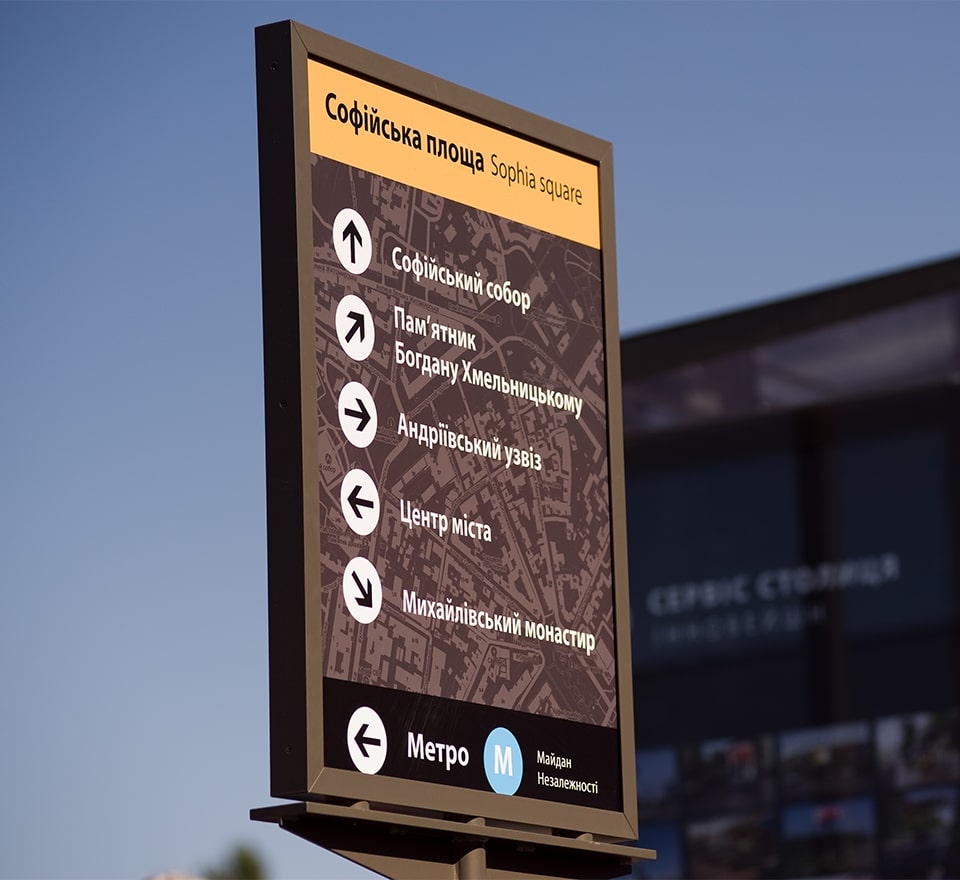 Софійська площа Sophia square
Софійський собор
Пам'ятник
Богдану Хмельницькому
Андріївський узвіз
Центр міста
Михайлівський монастир
Метро M Майдан
Незалежності
СЕРВІС СТОЛИЦЯ